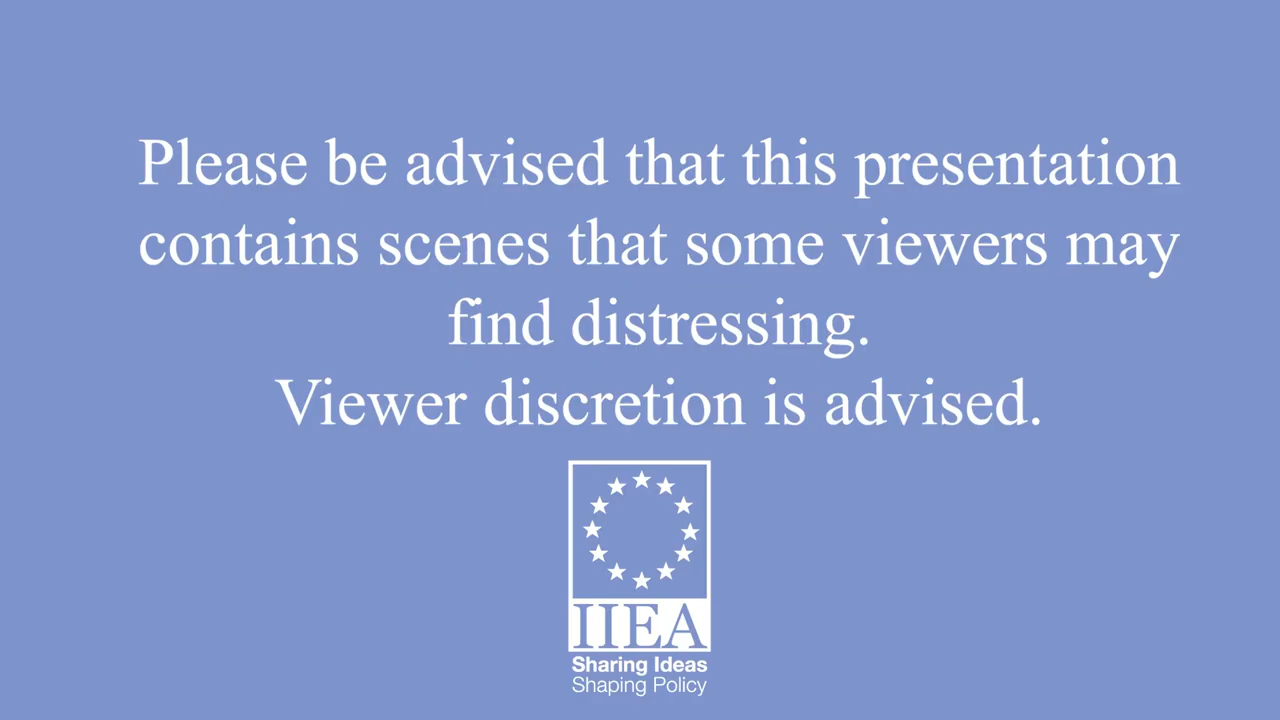 Please be advised that this presentation
contains scenes that some viewers may
find distressing.
Viewer discretion is advised.
IIEA
Sharing Ideas
Shaping Policy